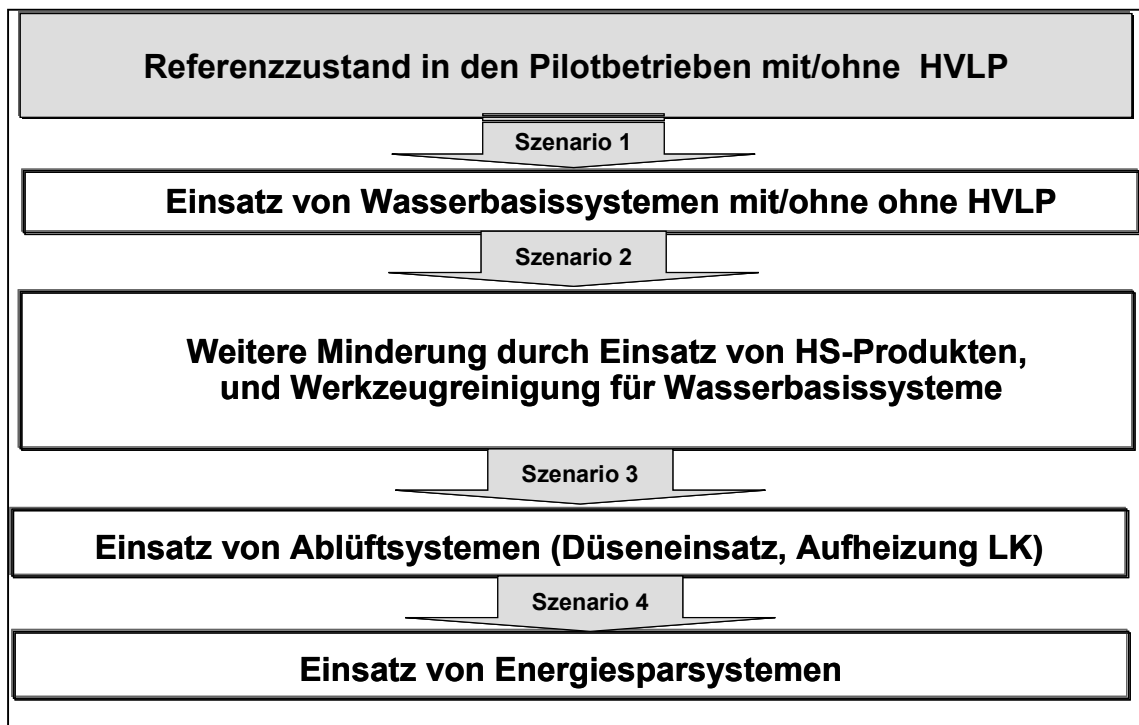 Referenzzustand in den Pilotbetrieben mit/ohne HVLP
Szenario 1
Einsatz von Wasserbasissystemen mit/ohne ohne HVLP
Szenario 2
Weitere Minderung durch Einsatz von HS-Produkten,
und Werkzeugreinigung für Wasserbasissysteme
Szenario 3
Einsatz von Ablüftsystemen (Düseneinsatz, Aufheizung LK)
Szenario 4
Einsatz von Energiesparsystemen